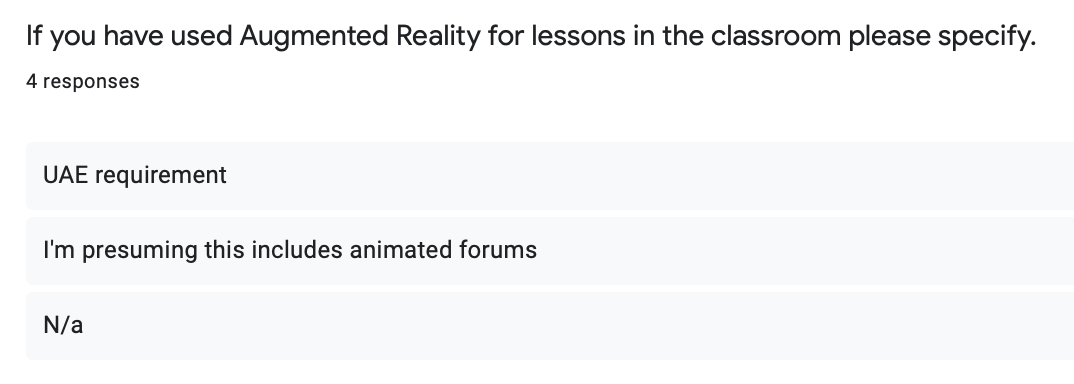 If you have used Augmented Reality for lessons in the classroom please specify.
4 responses
UAE requirement
I'm presuming this includes animated forums
N/a